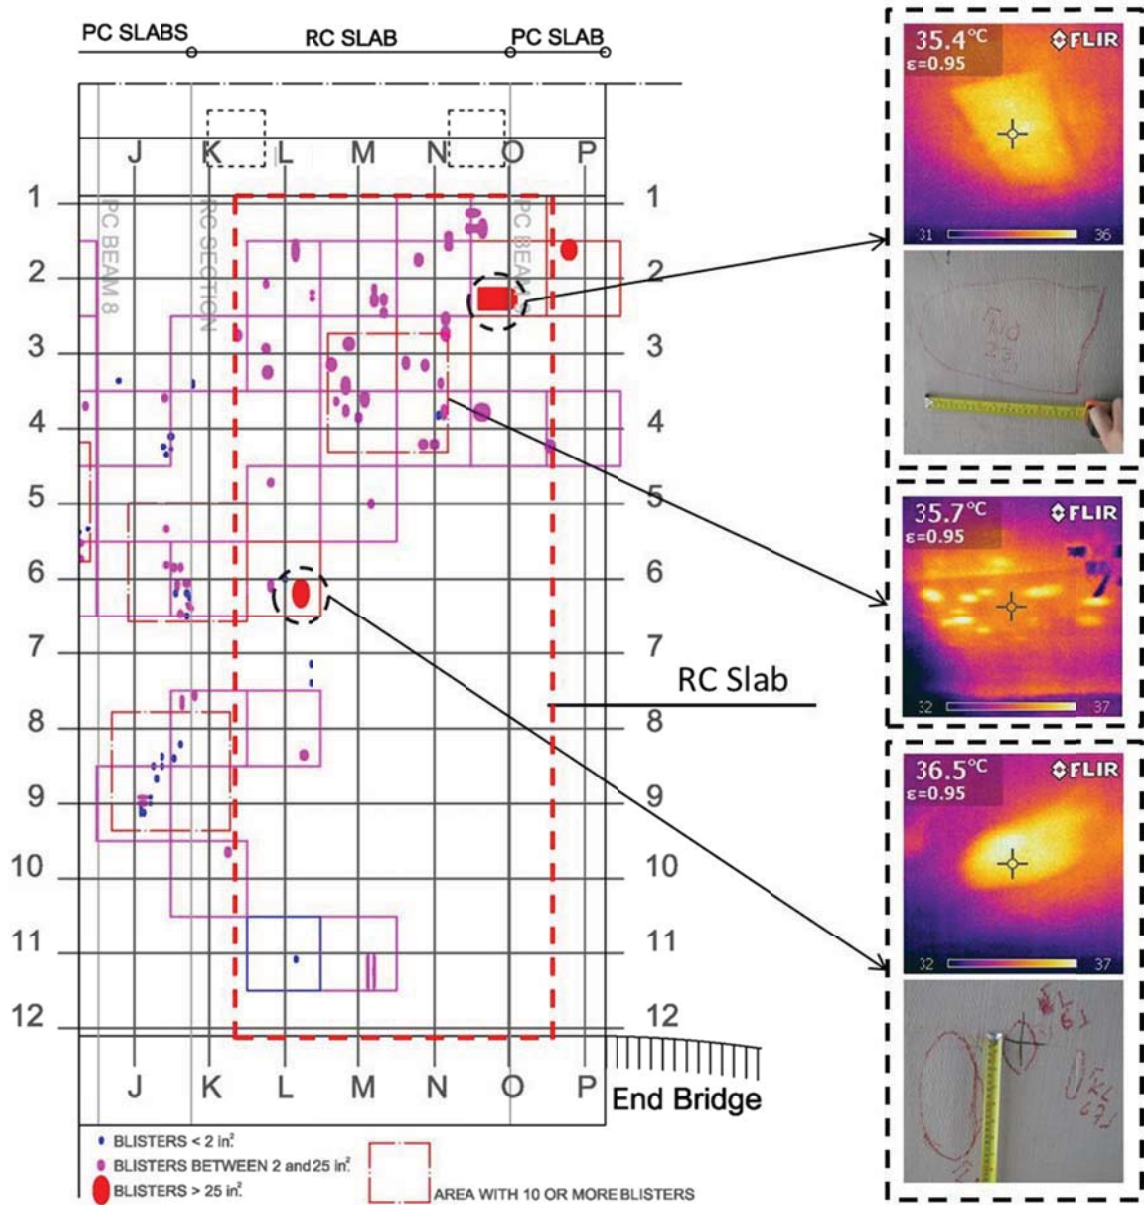 PC SLABS RC SLAB PC SLAB
J K L M N O P
1 1
PC BEAM 8
RC SECTION
PC BEAM 9
2 2
3 3
4 4
5 5
6 6
7 7
8 8
9 9
10 10
11 11
12 12
J K L M N O P
RC Slab
End Bridge
BLISTERS < 2 in².
BLISTERS BETWEEN 2 and 25 in².
BLISTERS > 25 in².
AREA WITH 10 OR MORE BLISTERS
35.4°C
FLIR
ε=0.95
31 36
35.7°C
FLIR
ε=0.95
32 37
36.5°C
FLIR
ε=0.95
32 37